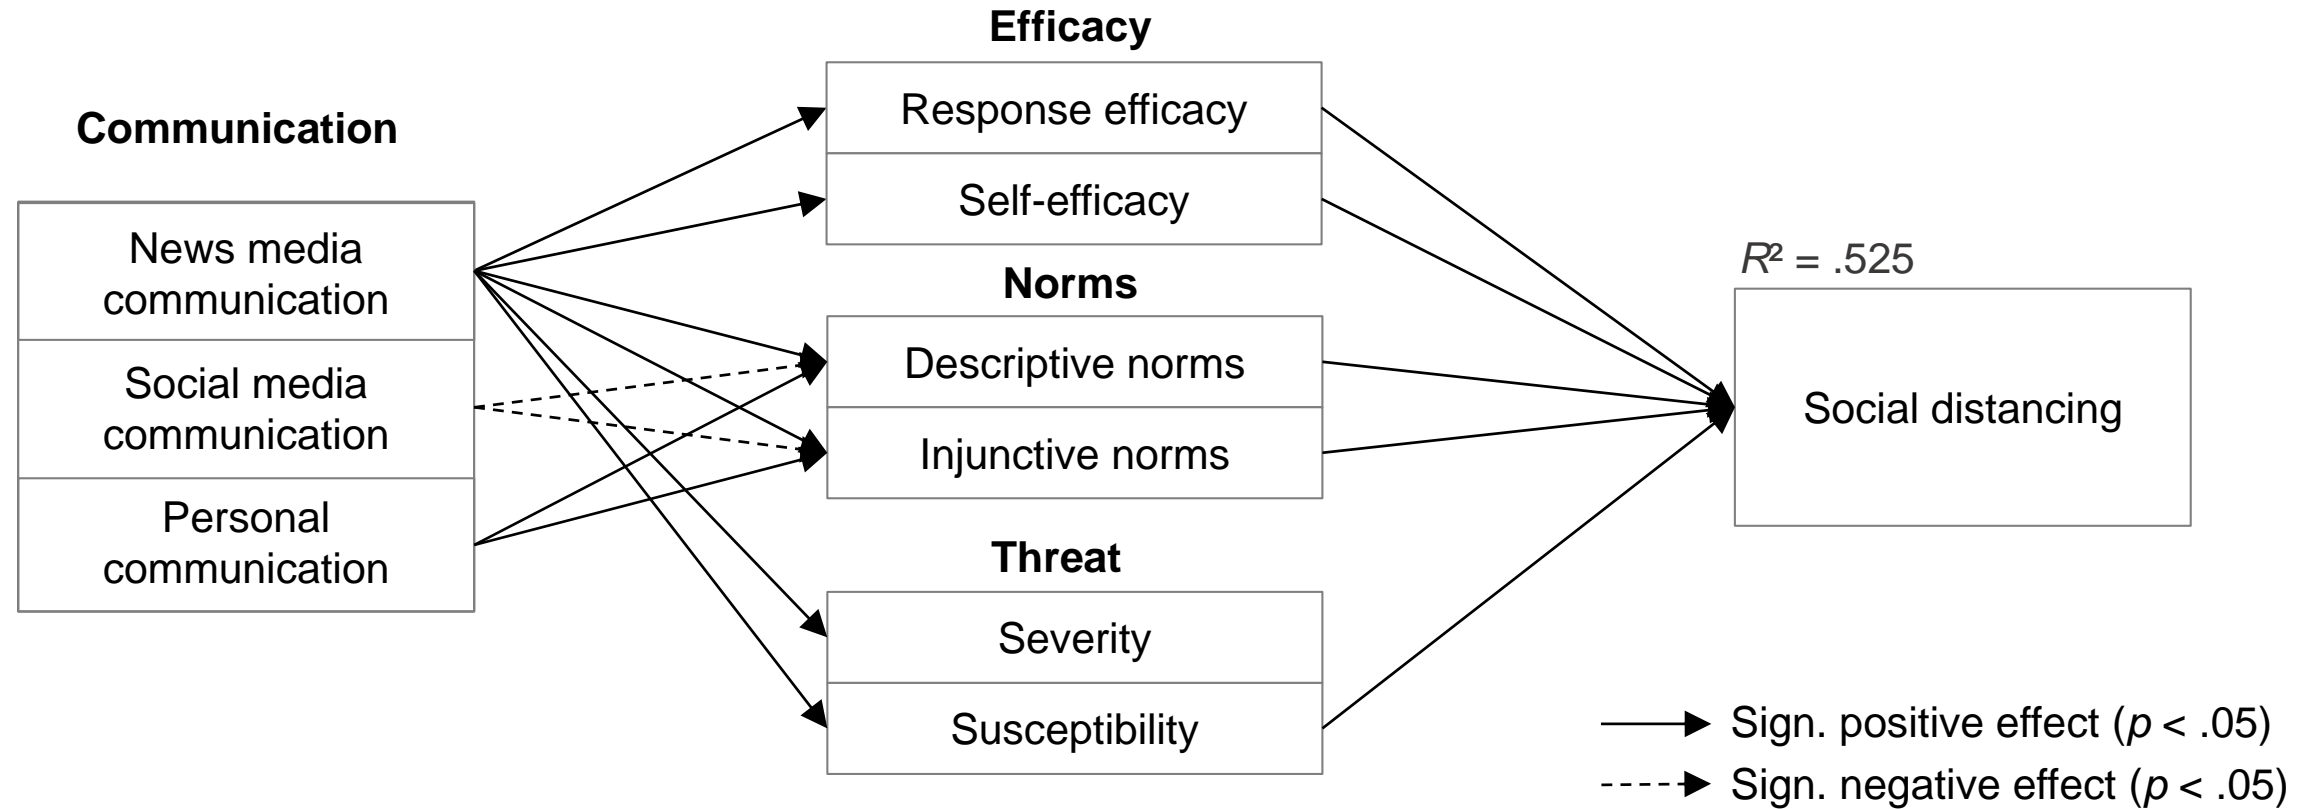 Communication
News media
communication
Social media
communication
Personal
communication
Efficacy
Response efficacy
Self-efficacy
Norms
Descriptive norms
Injunctive norms
Threat
Severity
Susceptibility
R² = .525
Social distancing
Sign. positive effect (p < .05)
Sign. negative effect (p < .05)